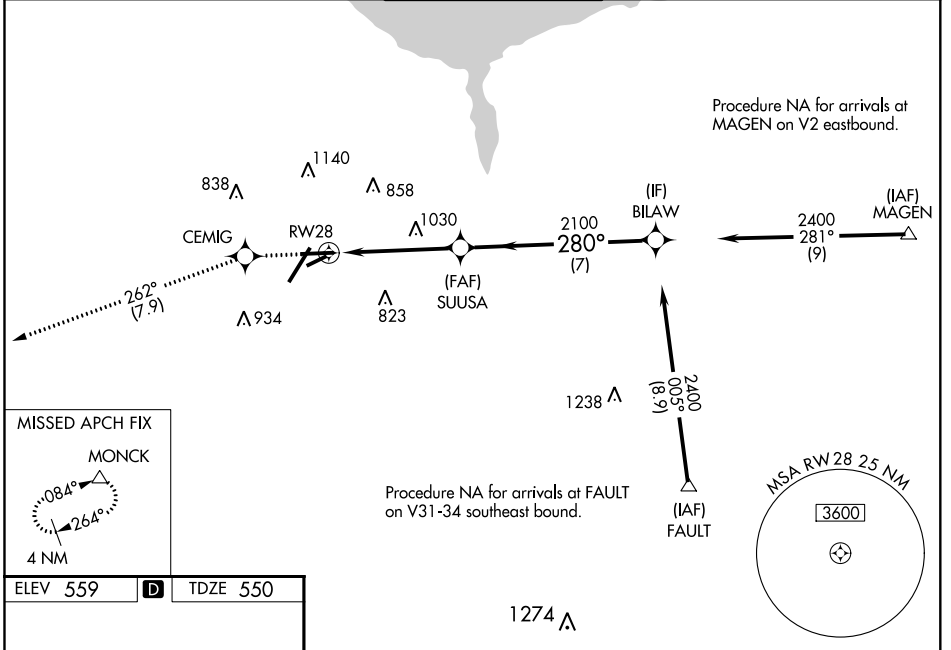 Procedure NA for arrivals at
MAGEN on V2 eastbound.
1140
838
858
(IF)
BILAW
(IAF)
MAGEN
1030
CEMIG
RW28
2100
280°
(7)
2400
281°
(9)
(FAF)
SUUSA
262°
(7.9)
934
823
2400
005°
(8.9)
1238
MISSED APCH FIX
MONCK
084°
264°
4 NM
Procedure NA for arrivals at FAULT
on V31-34 southeast bound.
(IAF)
FAULT
MSA RW 28 25 NM
3600
ELEV 559
D
TDZE 550
1274